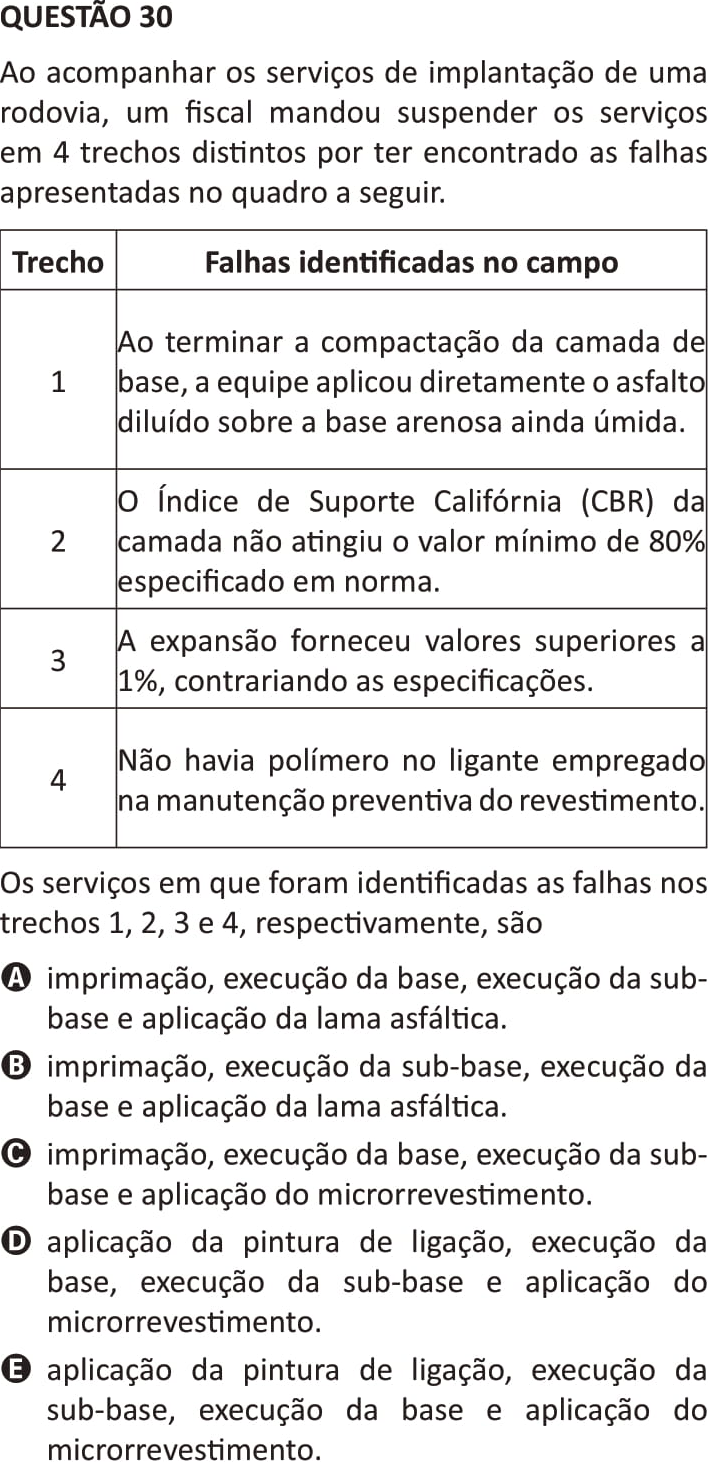 QUESTÃO 30
Ao acompanhar os serviços de implantação de uma
rodovia, um fiscal mandou suspender os serviços
em 4 trechos distintos por ter encontrado as falhas
apresentadas no quadro a seguir.
Trecho Falhas identificadas no campo
1
Ao terminar a compactação da camada de
base, a equipe aplicou diretamente o asfalto
diluído sobre a base arenosa ainda úmida.
2
O Índice de Suporte Califórnia (CBR) da
camada não atingiu o valor mínimo de 80%
especificado em norma.
3
A expansão forneceu valores superiores a
1%, contrariando as especificações.
4
Não havia polímero no ligante empregado
na manutenção preventiva do revestimento.
Os serviços em que foram identificadas as falhas nos
trechos 1, 2, 3 e 4, respectivamente, são
A imprimação, execução da base, execução da sub-
base e aplicação da lama asfáltica.
B imprimação, execução da sub-base, execução da
base e aplicação da lama asfáltica.
C imprimação, execução da base, execução da sub-
base e aplicação do microrrevestimento.
D aplicação da pintura de ligação, execução da
base, execução da sub-base e aplicação do
microrrevestimento.
E aplicação da pintura de ligação, execução da
sub-base, execução da base e aplicação do
microrrevestimento.